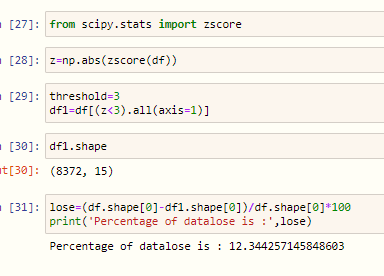 [27]: from scipy.stats import zscore
[28]: z=np.abs(zscore(df))
[29]: threshold=3
df1=df[(z<3).all(axis=1)]
[30]: df1.shape
ut[30]: (8372, 15)
[31]: lose=(df.shape[0]-df1.shape[0])/df.shape[0]*100
print('Percentage of datalose is :',lose)
Percentage of datalose is : 12.344257145848603